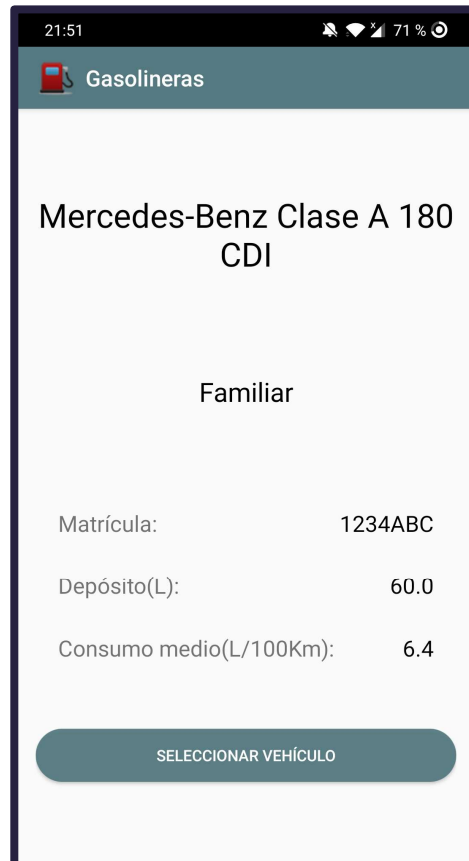 21:51
71 %
Gasolineras
Mercedes-Benz Clase A 180
CDI
Familiar
Matrícula: 1234ABC
Depósito(L): 60.0
Consumo medio(L/100Km): 6.4
SELECCIONAR VEHÍCULO